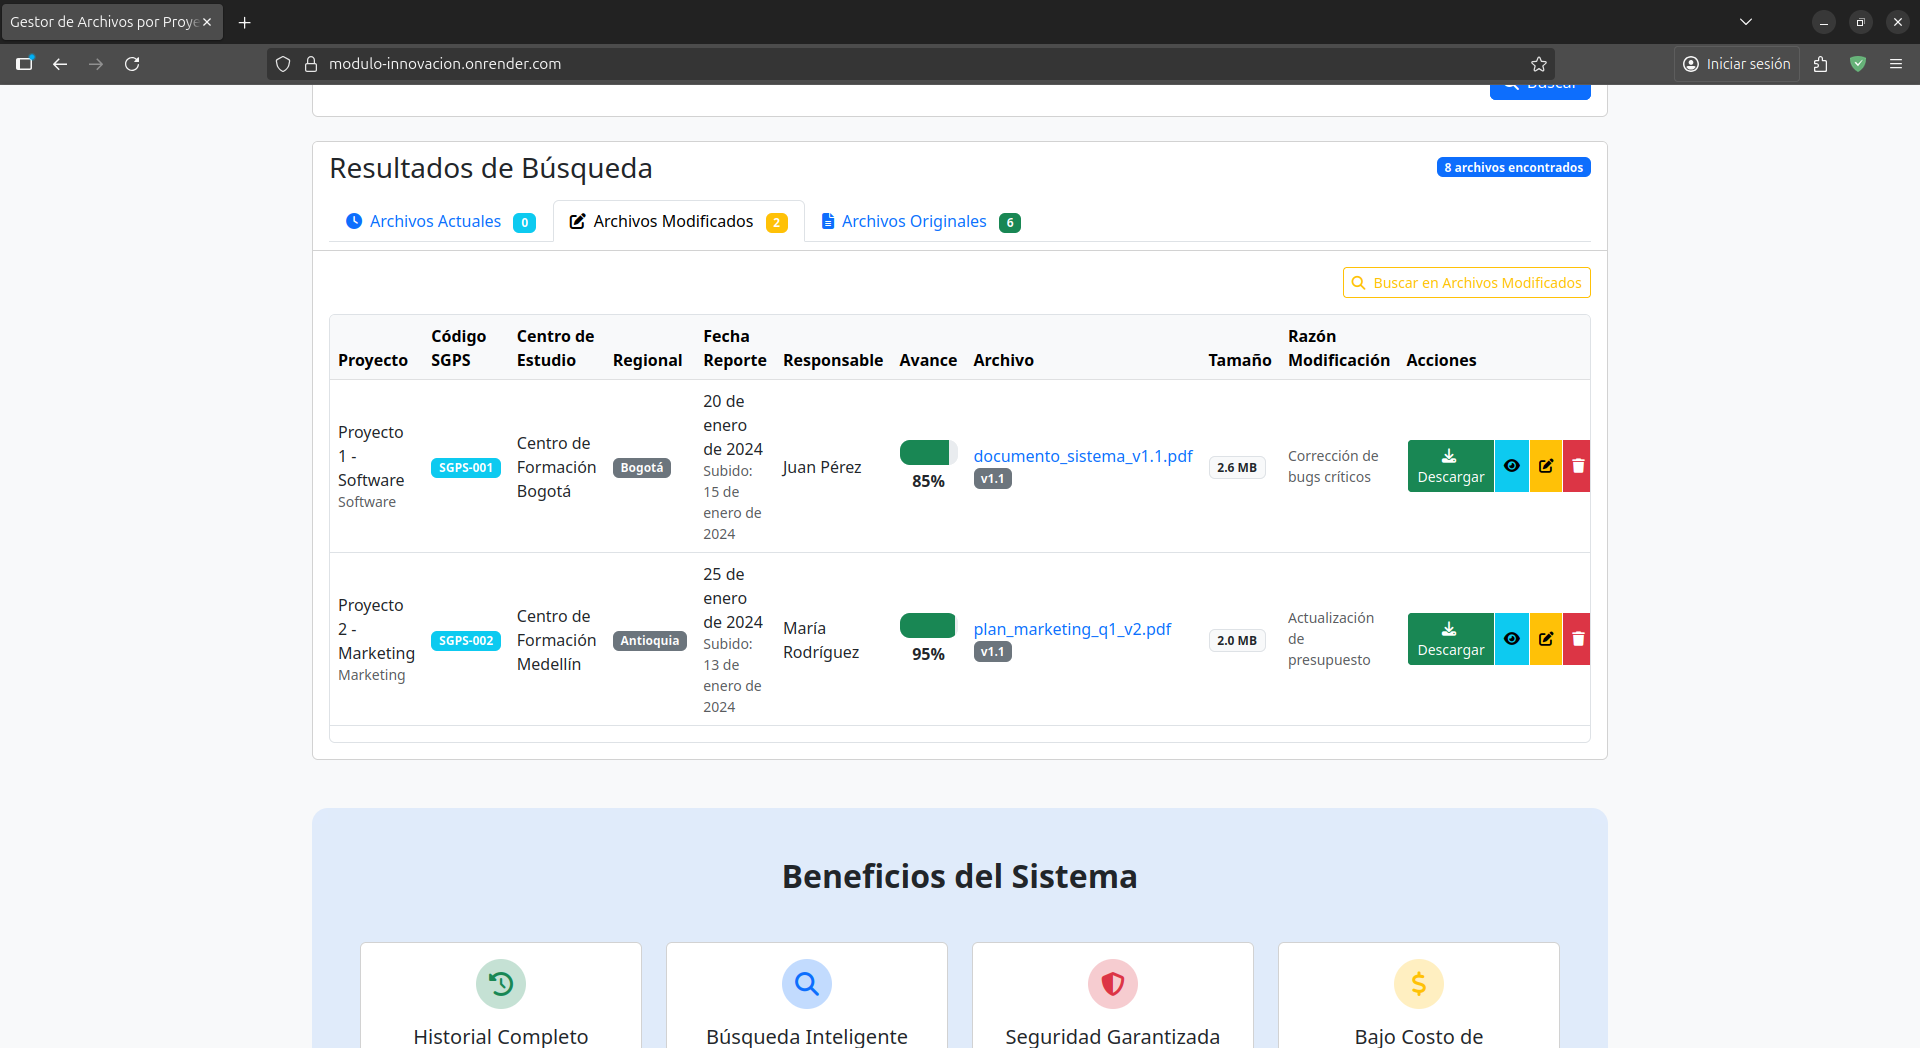 Gestor de Archivos por Proye
modulo-innovacion.onrender.com
Iniciar sesión
Buscar
Resultados de Búsqueda
8 archivos encontrados
Archivos Actuales 0
Archivos Modificados 2
Archivos Originales 6
Buscar en Archivos Modificados
Proyecto
Código
SGPS
Centro de
Estudio
Regional
Fecha
Reporte
Responsable
Avance
Archivo
Tamaño
Razón
Modificación
Acciones
Proyecto
1 -
Software
Software
SGPS-001
Centro de
Formación
Bogotá
Bogotá
20 de
enero
de 2024
Subido:
15 de
enero de
2024
Juan Pérez
85%
documento_sistema_v1.1.pdf
v1.1
2.6 MB
Corrección de
bugs críticos
Descargar
Proyecto
2 -
Marketing
Marketing
SGPS-002
Centro de
Formación
Medellín
Antioquia
25 de
enero
de 2024
Subido:
13 de
enero de
2024
María
Rodríguez
95%
plan_marketing_q1_v2.pdf
v1.1
2.0 MB
Actualización
de
presupuesto
Descargar
Beneficios del Sistema
Historial Completo
Búsqueda Inteligente
Seguridad Garantizada
Bajo Costo de